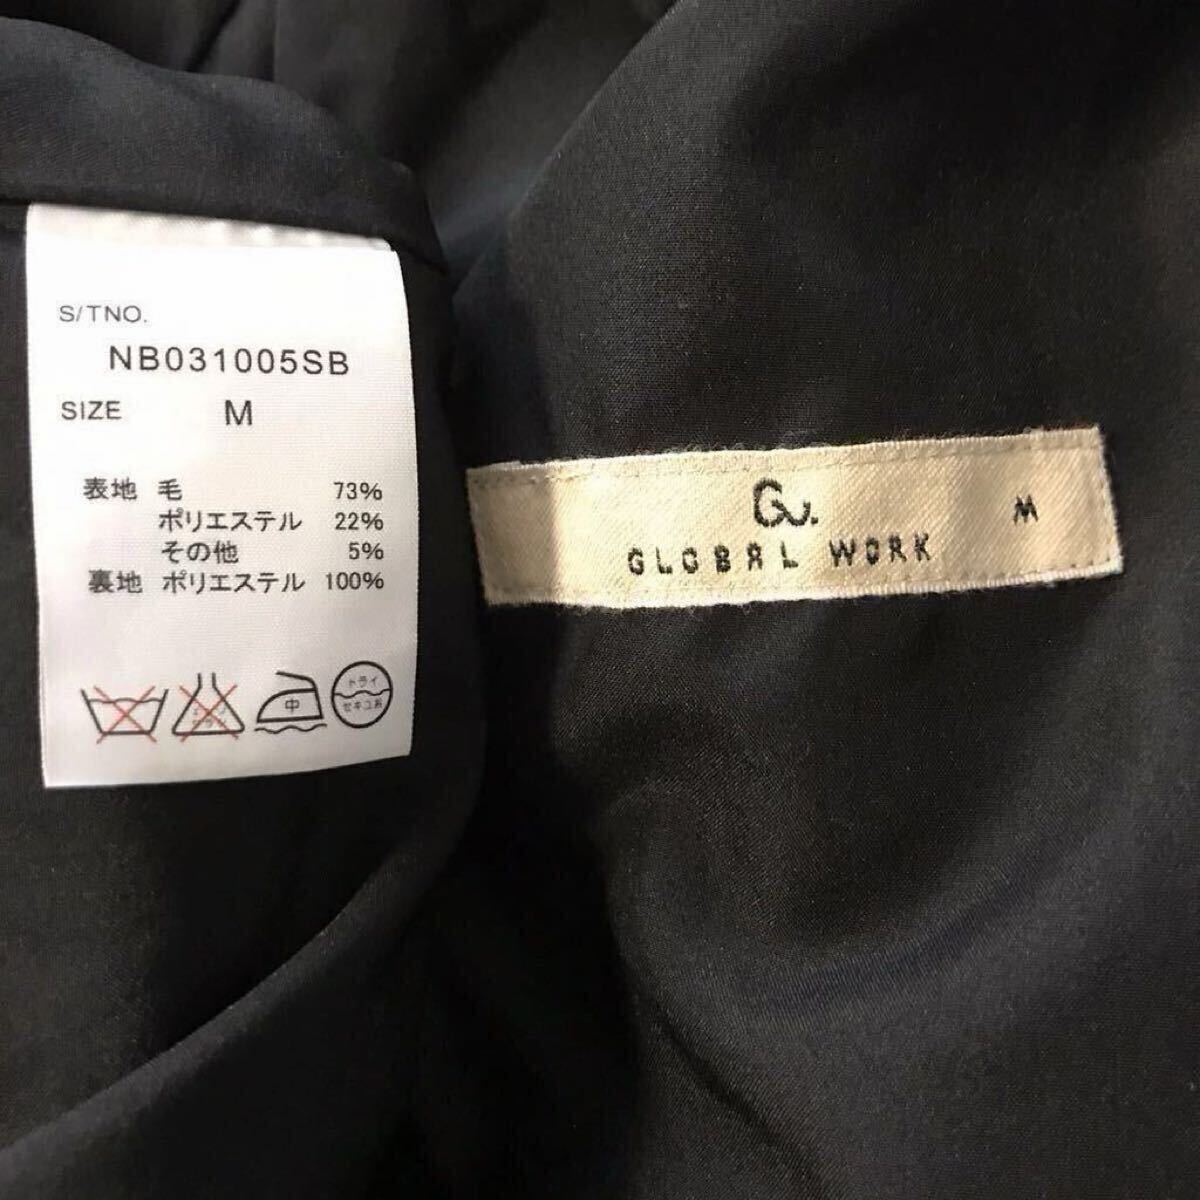 S/TNO.
NB031005SB
SIZE M
表地 毛 73%
ポリエステル 22%
その他 5%
裏地 ポリエステル 100%
中
ドライ
セキユ系
GW.
GLOBAL WORK
M